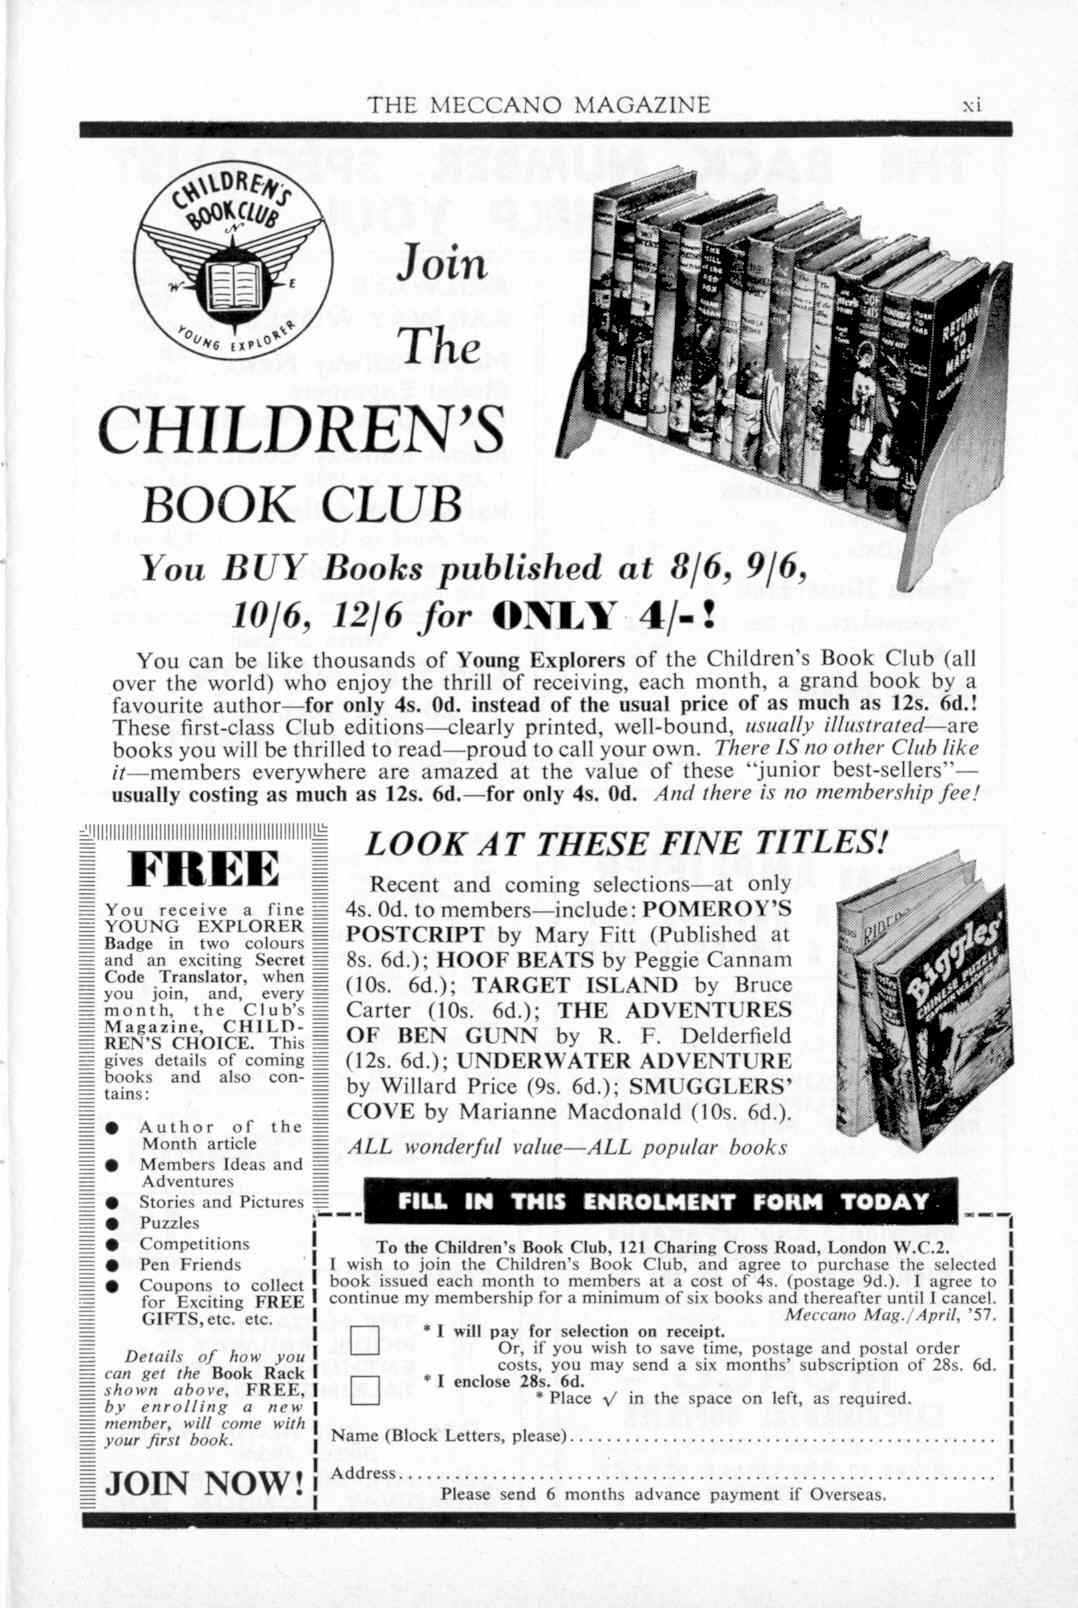 THE MECCANO MAGAZINE xi
CHILDREN'S
BOOK CLUB
N
W E
YOUNG EXPLORER
Join
The
CHILDREN'S
BOOK CLUB
RETURN
TO
MARS
You BUY Books published at 8/6, 9/6,
10/6, 12/6 for ONLY 4/-!
You can be like thousands of Young Explorers of the Children's Book Club (all
over the world) who enjoy the thrill of receiving, each month, a grand book by a
favourite author—for only 4s. 0d. instead of the usual price of as much as 12s. 6d.!
These first-class Club editions—clearly printed, well-bound, usually illustrated—are
books you will be thrilled to read—proud to call your own. There IS no other Club like
it—members everywhere are amazed at the value of these "junior best-sellers"—
usually costing as much as 12s. 6d.—for only 4s. 0d. And there is no membership fee!
FREE
You receive a fine
YOUNG EXPLORER
Badge in two colours
and an exciting Secret
Code Translator, when
you join, and, every
month, the Club's
Magazine, CHILD-
REN'S CHOICE. This
gives details of coming
books and also con-
tains:
● Author of the
Month article
● Members Ideas and
Adventures
● Stories and Pictures
● Puzzles
● Competitions
● Pen Friends
● Coupons to collect
for Exciting FREE
GIFTS, etc. etc.
Details of how you
can get the Book Rack
shown above, FREE,
by enrolling a new
member, will come with
your first book.
JOIN NOW!
LOOK AT THESE FINE TITLES!
Recent and coming selections—at only
4s. 0d. to members—include: POMEROY'S
POSTCRIPT by Mary Fitt (Published at
8s. 6d.); HOOF BEATS by Peggie Cannam
(10s. 6d.); TARGET ISLAND by Bruce
Carter (10s. 6d.); THE ADVENTURES
OF BEN GUNN by R. F. Delderfield
(12s. 6d.); UNDERWATER ADVENTURE
by Willard Price (9s. 6d.); SMUGGLERS'
COVE by Marianne Macdonald (10s. 6d.).
ALL wonderful value—ALL popular books
Biggles'
CHINESE PUZZLE
FILL IN THIS ENROLMENT FORM TODAY
To the Children's Book Club, 121 Charing Cross Road, London W.C.2.
I wish to join the Children's Book Club, and agree to purchase the selected
book issued each month to members at a cost of 4s. (postage 9d.). I agree to
continue my membership for a minimum of six books and thereafter until I cancel.
Meccano Mag./April, '57.
* I will pay for selection on receipt.
Or, if you wish to save time, postage and postal order
costs, you may send a six months' subscription of 28s. 6d.
* I enclose 28s. 6d.
* Place √ in the space on left, as required.
Name (Block Letters, please)..............................................
Address..................................................................
Please send 6 months advance payment if Overseas.